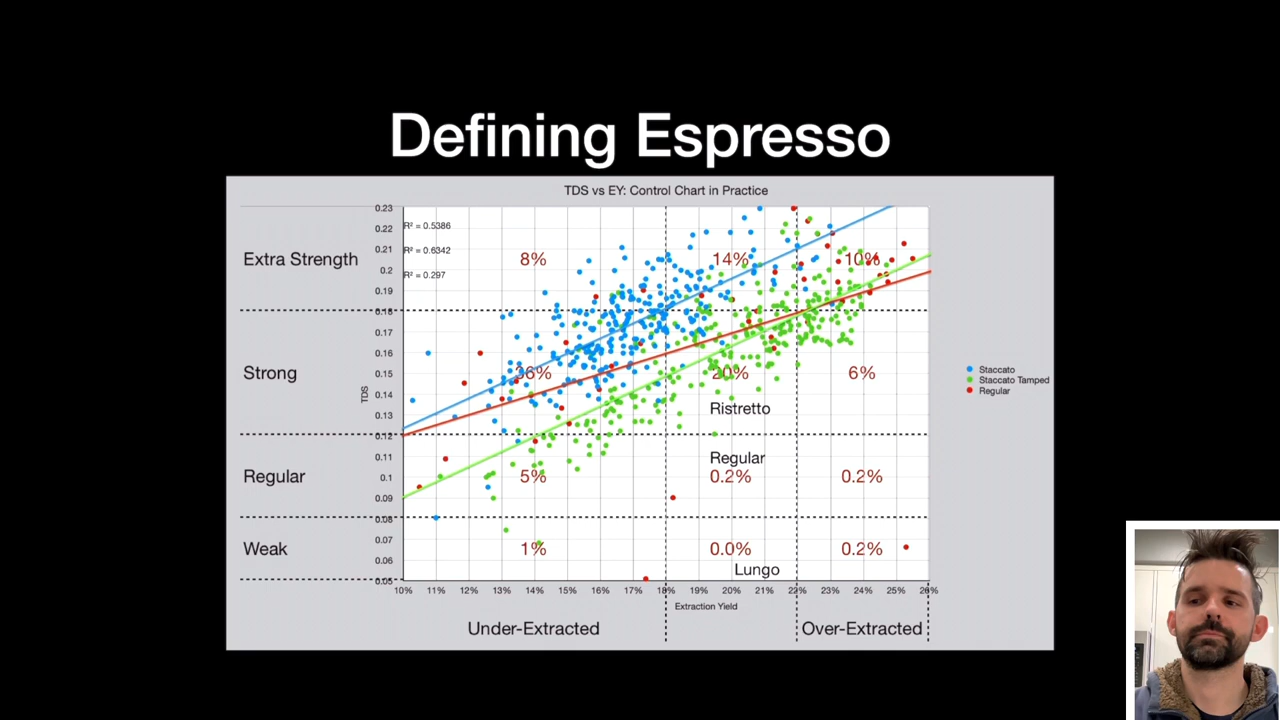 Defining Espresso
TDS vs EY: Control Chart in Practice
0.23
0.22
0.21
0.2
0.19
0.18
0.17
0.16
0.15
0.14
0.13
0.12
0.11
0.1
0.09
0.08
0.07
0.06
0.05
TDS
R² = 0.5386
R² = 0.6342
R² = 0.297
Extra Strength
8%
14%
10%
Strong
36%
20%
6%
Ristretto
Regular
Regular
5%
0.2%
0.2%
Weak
1%
0.0%
0.2%
Lungo
10% 11% 12% 13% 14% 15% 16% 17% 18% 19% 20% 21% 22% 23% 24% 25% 26%
Extraction Yield
Under-Extracted
Over-Extracted
Staccato
Staccato Tamped
Regular